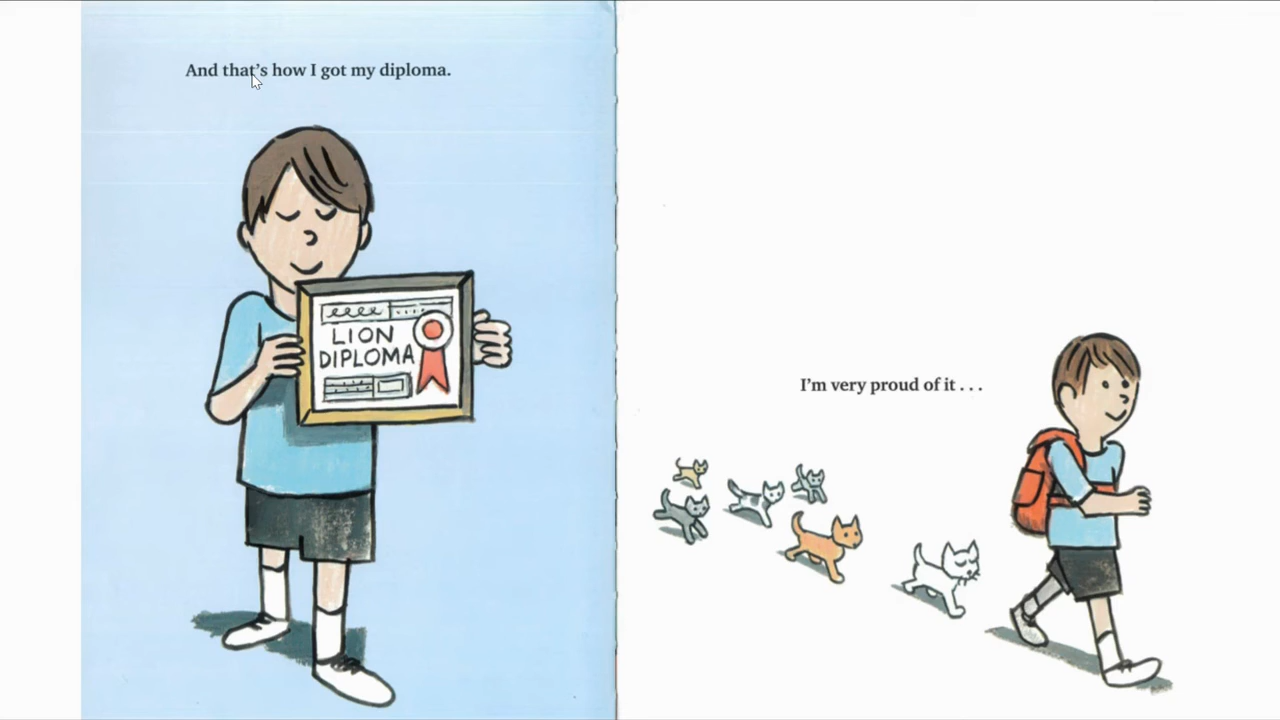 And that's how I got my diploma.
LION
DIPLOMA
I'm very proud of it . . .